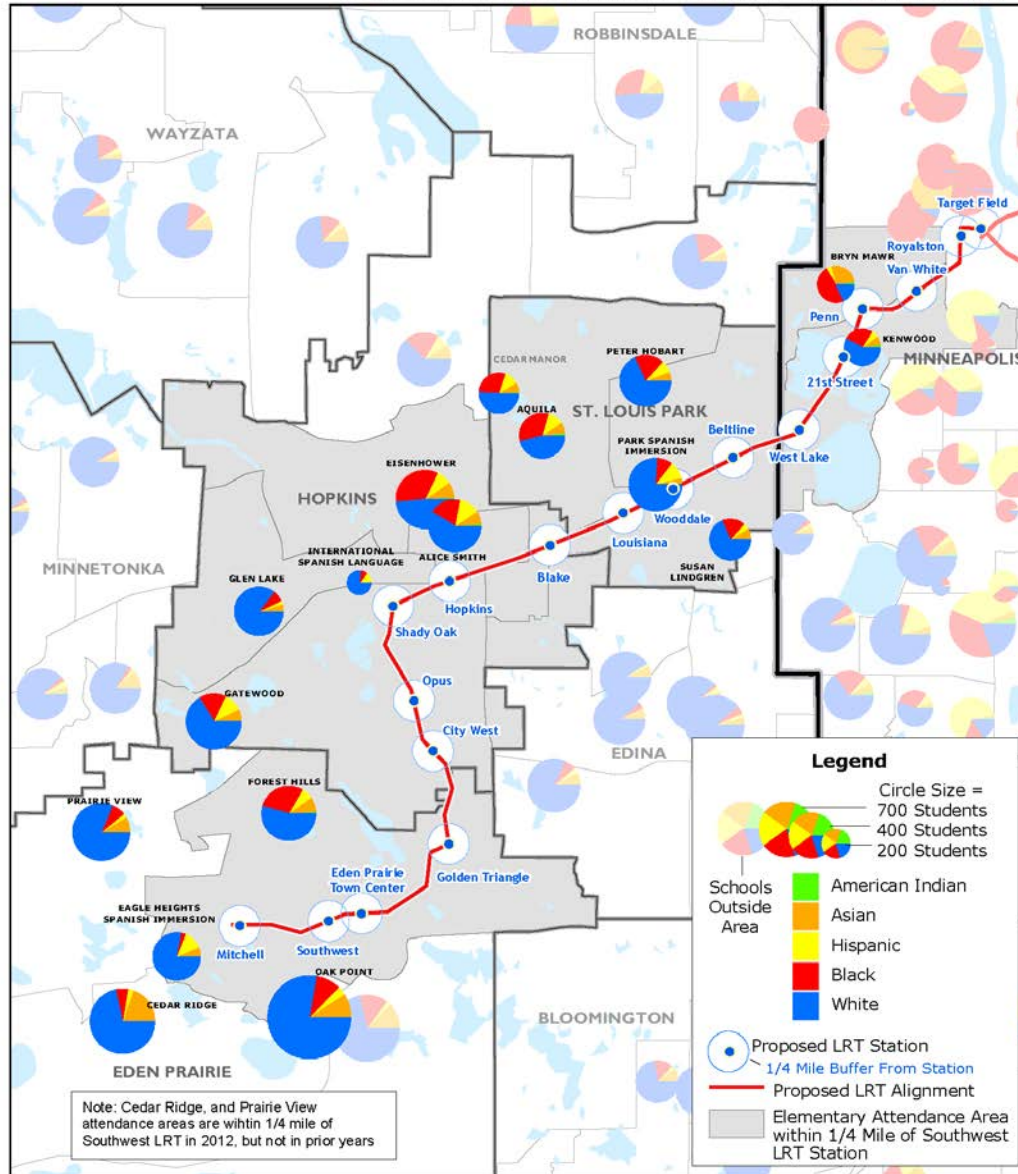 ROBBINSDALE
WAYZATA
Target Field
Royalston
BRYN MAWR
Van White
Penn
KENWOOD
CEDAR MANOR
PETER HOBART
MINNEAPOLIS
21st Street
AQUILA
ST. LOUIS PARK
Beltline
PARK SPANISH
IMMERSION
West Lake
EISENHOWER
HOPKINS
Wooddale
Louisiana
INTERNATIONAL
SPANISH LANGUAGE
ALICE SMITH
Blake
SUSAN
LINDGREN
MINNETONKA
GLEN LAKE
Hopkins
Shady Oak
Opus
GATEWOOD
City West
EDINA
FOREST HILLS
PRAIRIE VIEW
Golden Triangle
Eden Prairie
Town Center
EAGLE HEIGHTS
SPANISH IMMERSION
Mitchell
Southwest
OAK POINT
CEDAR RIDGE
BLOOMINGTON
EDEN PRAIRIE
Note: Cedar Ridge, and Prairie View
attendance areas are wihtin 1/4 mile of
Southwest LRT in 2012, but not in prior years
Legend
Circle Size =
700 Students
400 Students
200 Students
Schools
Outside
Area
American Indian
Asian
Hispanic
Black
White
Proposed LRT Station
1/4 Mile Buffer From Station
Proposed LRT Alignment
Elementary Attendance Area
within 1/4 Mile of Southwest
LRT Station